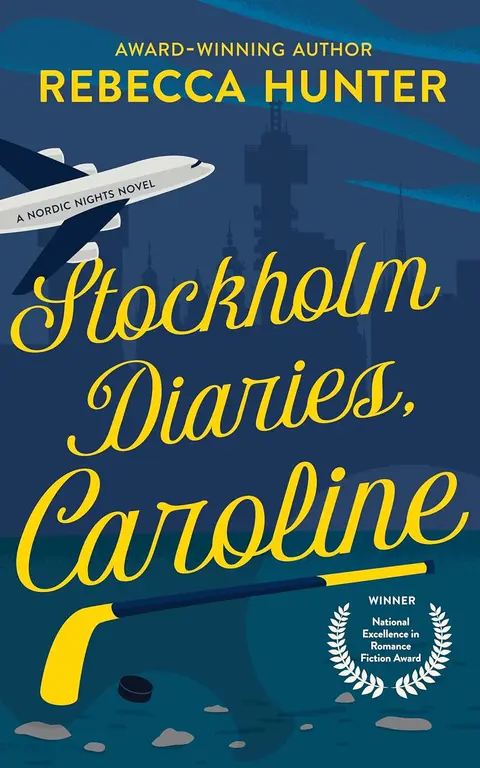 AWARD-WINNING AUTHOR
REBECCA HUNTER
A NORDIC NIGHTS NOVEL
Stockholm
Diaries,
Caroline
WINNER
National
Excellence in
Romance
Fiction Award